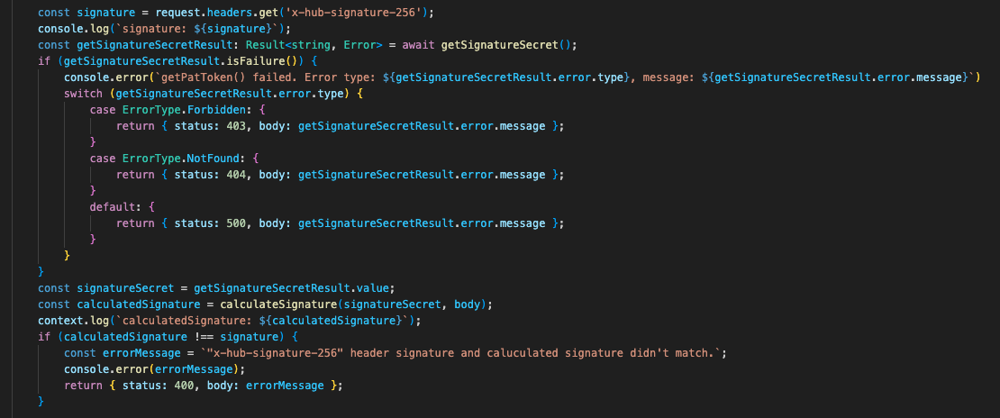 const signature = request.headers.get('x-hub-signature-256');
console.log(`signature: ${signature}`);
const getSignatureSecretResult: Result<string, Error> = await getSignatureSecret();
if (getSignatureSecretResult.isFailure()) {
    console.error(`getPatToken() failed. Error type: ${getSignatureSecretResult.error.type}, message: ${getSignatureSecretResult.error.message}`)
    switch (getSignatureSecretResult.error.type) {
        case ErrorType.Forbidden: {
            return { status: 403, body: getSignatureSecretResult.error.message };
        }
        case ErrorType.NotFound: {
            return { status: 404, body: getSignatureSecretResult.error.message };
        }
        default: {
            return { status: 500, body: getSignatureSecretResult.error.message };
        }
    }
}
const signatureSecret = getSignatureSecretResult.value;
const calculatedSignature = calculateSignature(signatureSecret, body);
context.log(`calculatedSignature: ${calculatedSignature}`);
if (calculatedSignature !== signature) {
    const errorMessage = `"x-hub-signature-256" header signature and caluculated signature didn't match.`;
    console.error(errorMessage);
    return { status: 400, body: errorMessage };
}